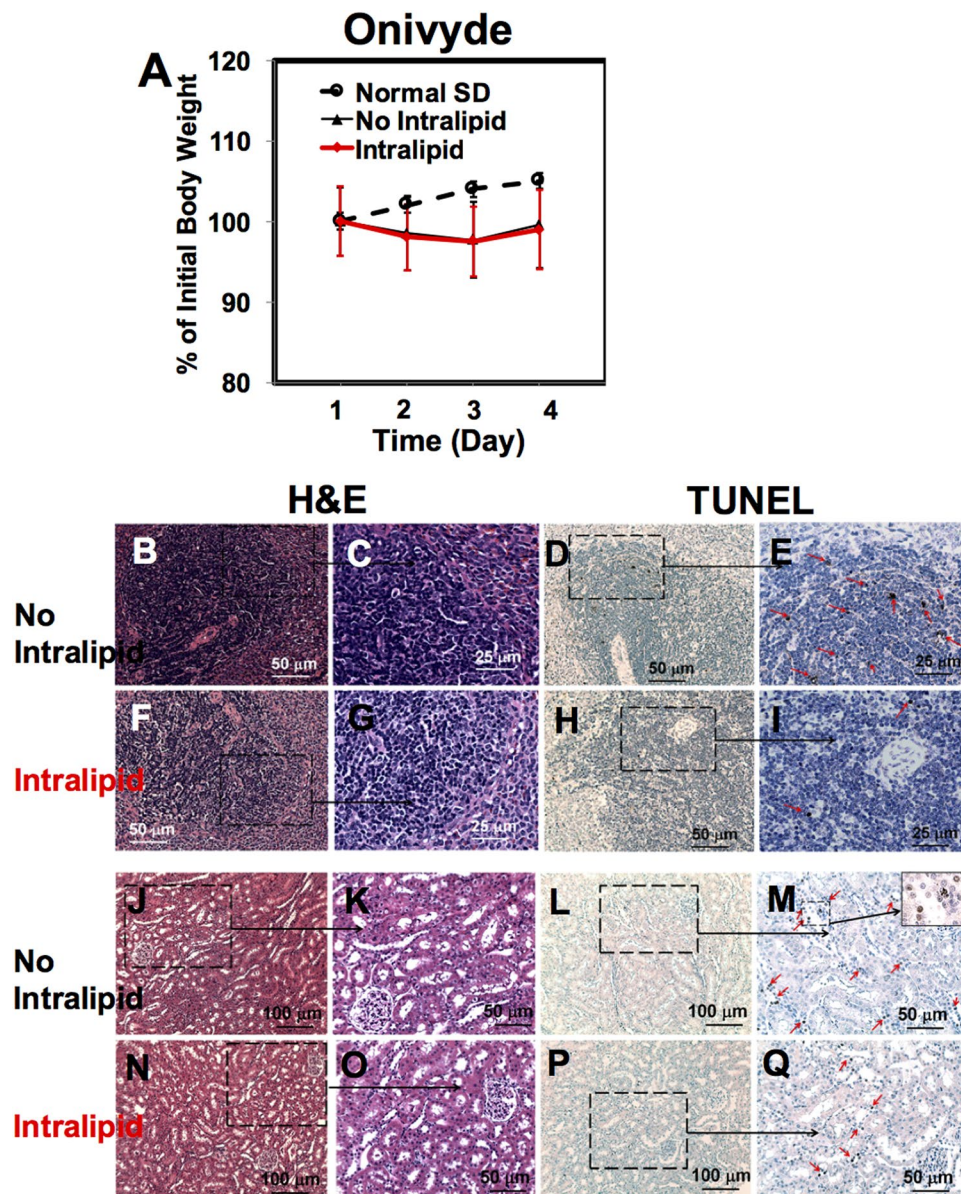 Onivyde
A
120
110
100
90
80
% of Initial Body Weight
Normal SD
No Intralipid
Intralipid
1 2 3 4
Time (Day)
H&E TUNEL
No
Intralipid
B C D E
50 μm 25 μm 50 μm 25 μm
Intralipid
F G H I
50 μm 25 μm 50 μm 25 μm
No
Intralipid
J K L M
100 μm 50 μm 100 μm 50 μm
Intralipid
N O P Q
100 μm 50 μm 100 μm 50 μm